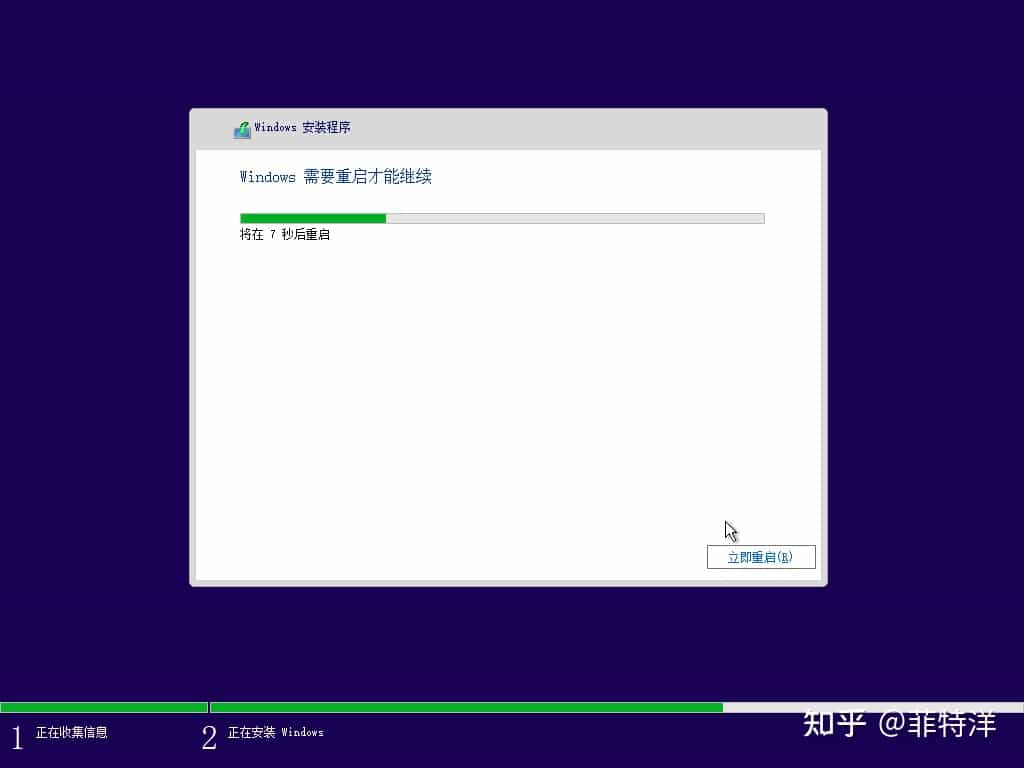 Windows 安装程序
Windows 需要重启才能继续
将在 7 秒后重启
立即重启(R)
1 正在收集信息
2 正在安装 Windows
知乎 @菲特洋